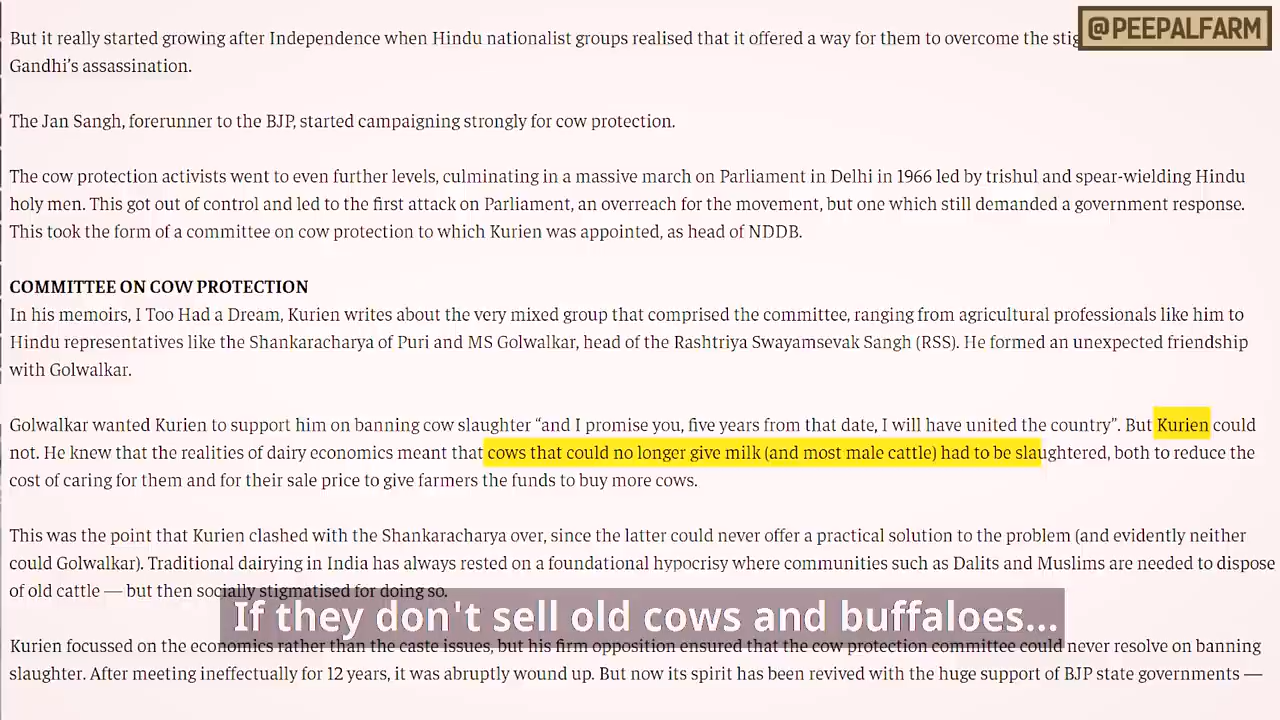 @PEEPALFARM
But it really started growing after Independence when Hindu nationalist groups realised that it offered a way for them to overcome the
Gandhi's assassination.
The Jan Sangh, forerunner to the BJP, started campaigning strongly for cow protection.
The cow protection activists went to even further levels, culminating in a massive march on Parliament in Delhi in 1966 led by trishul and spear-wielding Hindu
holy men. This got out of control and led to the first attack on Parliament, an overreach for the movement, but one which still demanded a government response.
This took the form of a committee on cow protection to which Kurien was appointed, as head of NDDB.
COMMITTEE ON COW PROTECTION
In his memoirs, I Too Had a Dream, Kurien writes about the very mixed group that comprised the committee, ranging from agricultural professionals like him to
Hindu representatives like the Shankaracharya of Puri and MS Golwalkar, head of the Rashtriya Swayamsevak Sangh (RSS). He formed an unexpected friendship
with Golwalkar.
Golwalkar wanted Kurien to support him on banning cow slaughter “and I promise you, five years from that date, I will have united the country”. But Kurien could
not. He knew that the realities of dairy economics meant that cows that could no longer give milk (and most male cattle) had to be slaughtered, both to reduce the
cost of caring for them and for their sale price to give farmers the funds to buy more cows.
This was the point that Kurien clashed with the Shankaracharya over, since the latter could never offer a practical solution to the problem (and evidently neither
could Golwalkar). Traditional dairying in India has always rested on a foundational hypocrisy where communities such as Dalits and Muslims are needed to dispose
of old cattle — but then socially stigmatised for doing so.
If they don't sell old cows and buffaloes...
Kurien focussed on the economics rather than the caste issues, but his firm opposition ensured that the cow protection committee could never resolve on banning
slaughter. After meeting ineffectually for 12 years, it was abruptly wound up. But now its spirit has been revived with the huge support of BJP state governments —